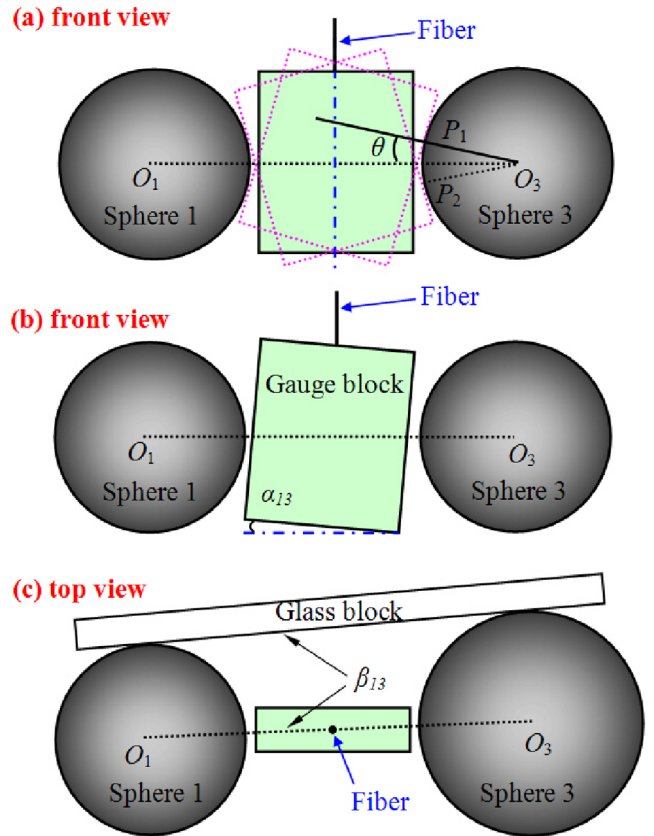 (a) front view
Fiber
P1
θ
O1
O3
P2
Sphere 1
Sphere 3
(b) front view
Fiber
Gauge block
O1
O3
Sphere 1
Sphere 3
α13
(c) top view
Glass block
β13
O1
O3
Sphere 1
Fiber
Sphere 3